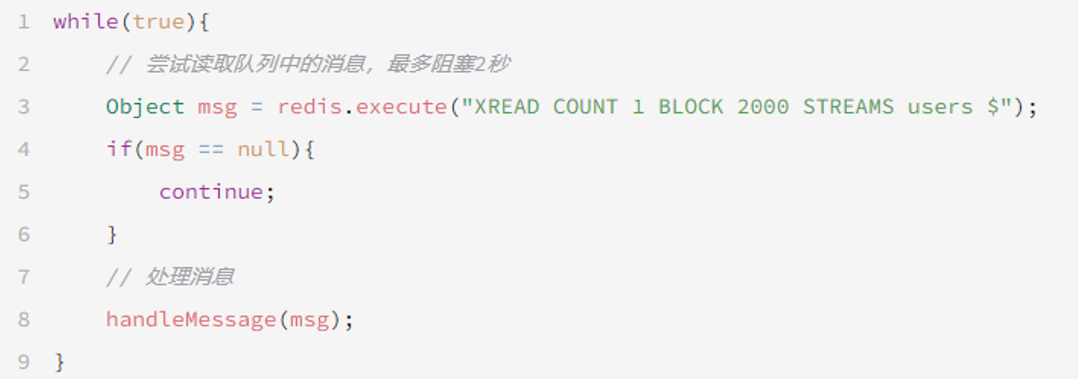 1 while(true){
2 // 尝试读取队列中的消息，最多阻塞2秒
3 Object msg = redis.execute("XREAD COUNT 1 BLOCK 2000 STREAMS users $");
4 if(msg == null){
5 continue;
6 }
7 // 处理消息
8 handleMessage(msg);
9 }